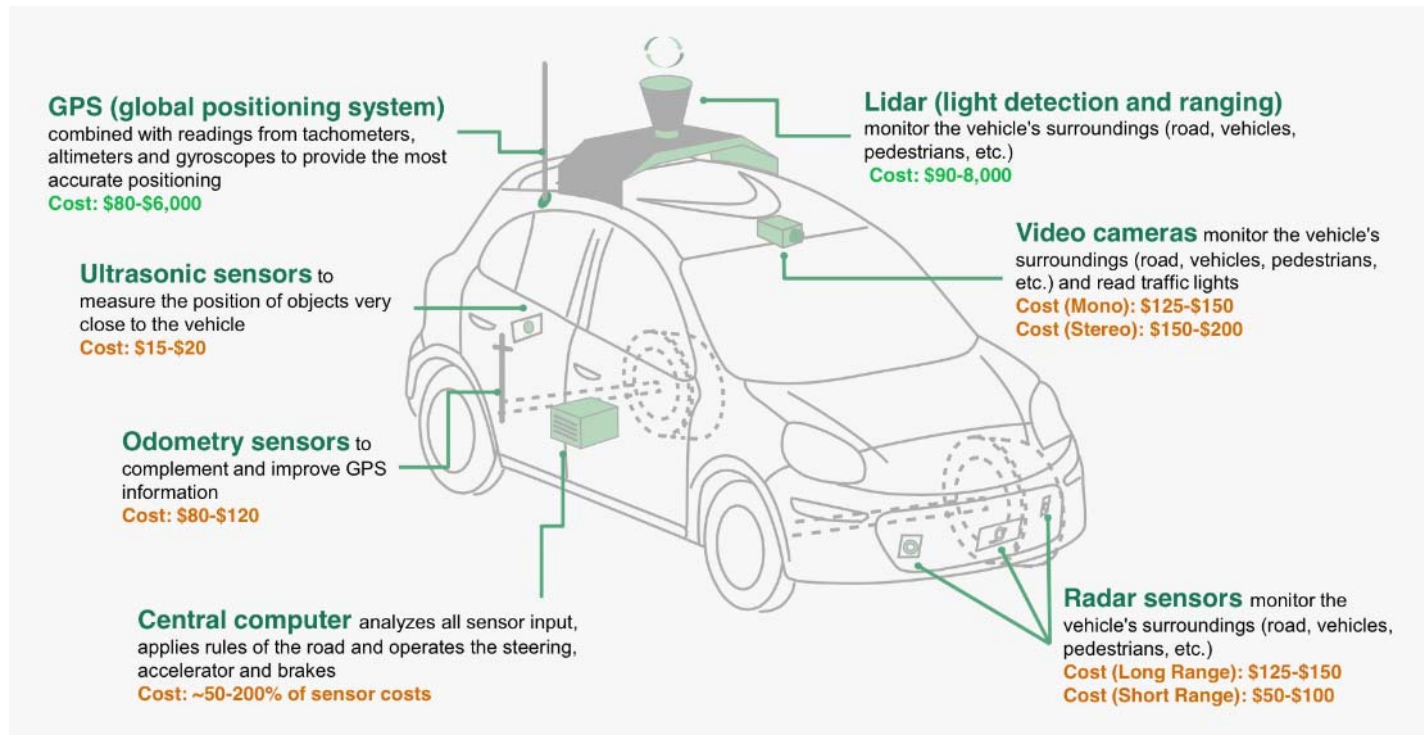 GPS (global positioning system)
combined with readings from tachometers,
altimeters and gyroscopes to provide the most
accurate positioning
Cost: $80-$6,000
Lidar (light detection and ranging)
monitor the vehicle's surroundings (road, vehicles,
pedestrians, etc.)
Cost: $90-8,000
Ultrasonic sensors to
measure the position of objects very
close to the vehicle
Cost: $15-$20
Video cameras monitor the vehicle's
surroundings (road, vehicles, pedestrians,
etc.) and read traffic lights
Cost (Mono): $125-$150
Cost (Stereo): $150-$200
Odometry sensors to
complement and improve GPS
information
Cost: $80-$120
Central computer analyzes all sensor input,
applies rules of the road and operates the steering,
accelerator and brakes
Cost: ~50-200% of sensor costs
Radar sensors monitor the
vehicle's surroundings (road, vehicles,
pedestrians, etc.)
Cost (Long Range): $125-$150
Cost (Short Range): $50-$100